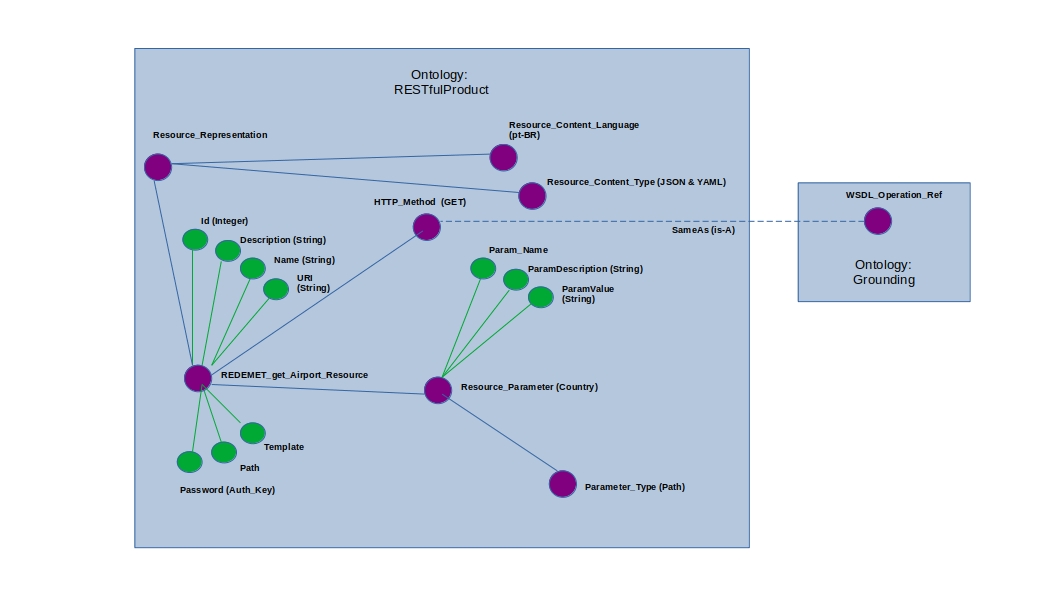 Ontology:
RESTfulProduct
Resource_Content_Language
(pt-BR)
Resource_Representation
Resource_Content_Type (JSON & YAML)
WSDL_Operation_Ref
HTTP_Method (GET)
Id (Integer)
SameAs (is-A)
Description (String)
Param_Name
Name (String)
ParamDescription (String)
Ontology:
Grounding
URI
(String)
ParamValue
(String)
REDEMET_get_Airport_Resource
Resource_Parameter (Country)
Template
Path
Password (Auth_Key)
Parameter_Type (Path)